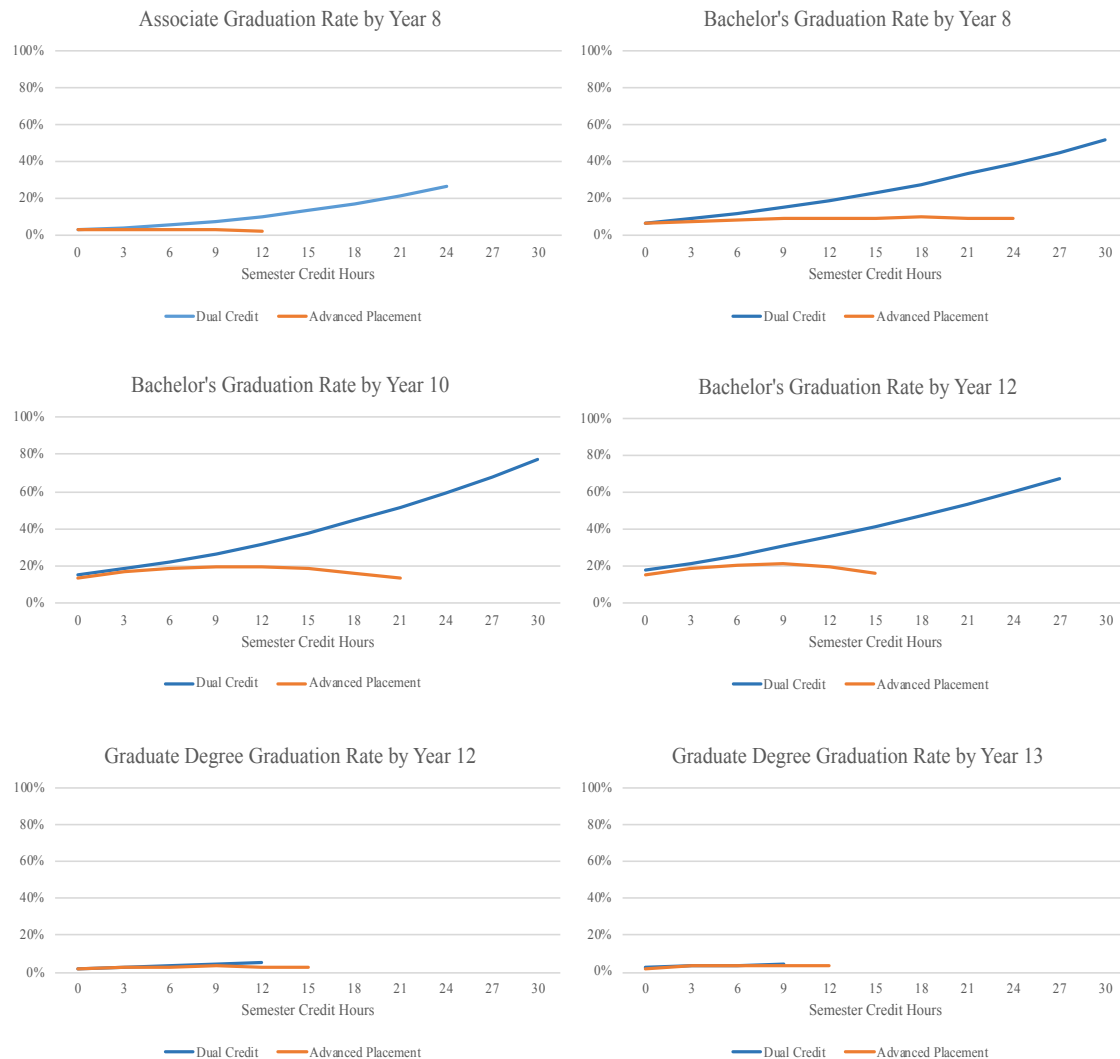 Associate Graduation Rate by Year 8
100%
80%
60%
40%
20%
0%
0 3 6 9 12 15 18 21 24 27 30
Semester Credit Hours
Dual Credit Advanced Placement
Bachelor's Graduation Rate by Year 8
100%
80%
60%
40%
20%
0%
0 3 6 9 12 15 18 21 24 27 30
Semester Credit Hours
Dual Credit Advanced Placement
Bachelor's Graduation Rate by Year 10
100%
80%
60%
40%
20%
0%
0 3 6 9 12 15 18 21 24 27 30
Semester Credit Hours
Dual Credit Advanced Placement
Bachelor's Graduation Rate by Year 12
100%
80%
60%
40%
20%
0%
0 3 6 9 12 15 18 21 24 27 30
Semester Credit Hours
Dual Credit Advanced Placement
Graduate Degree Graduation Rate by Year 12
100%
80%
60%
40%
20%
0%
0 3 6 9 12 15 18 21 24 27 30
Semester Credit Hours
Dual Credit Advanced Placement
Graduate Degree Graduation Rate by Year 13
100%
80%
60%
40%
20%
0%
0 3 6 9 12 15 18 21 24 27 30
Semester Credit Hours
Dual Credit Advanced Placement